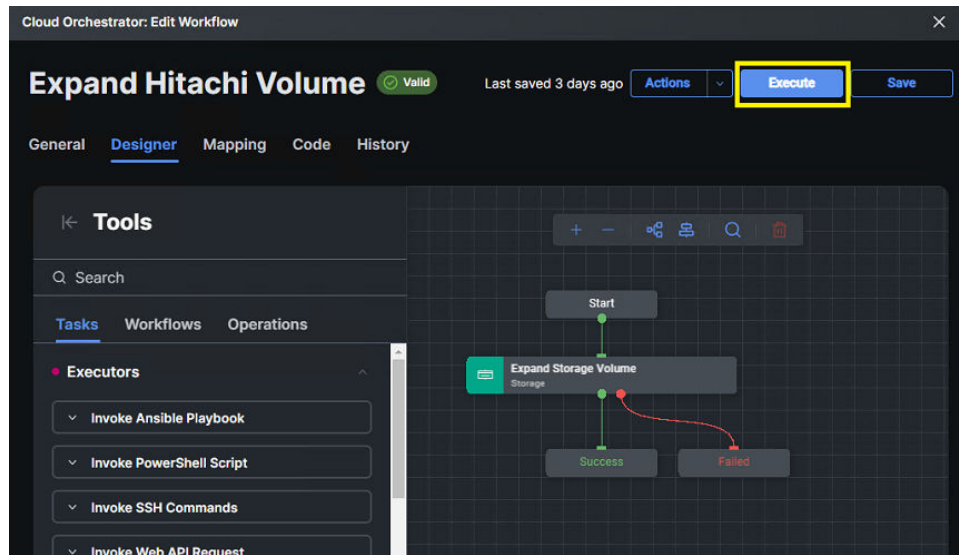 Cloud Orchestrator: Edit Workflow
Expand Hitachi Volume
Valid
Last saved 3 days ago
Actions
Execute
Save
General
Designer
Mapping
Code
History
Tools
Search
Tasks
Workflows
Operations
Executors
Invoke Ansible Playbook
Invoke PowerShell Script
Invoke SSH Commands
Invoke Web API Request
Start
Expand Storage Volume
Storage
Success
Failed